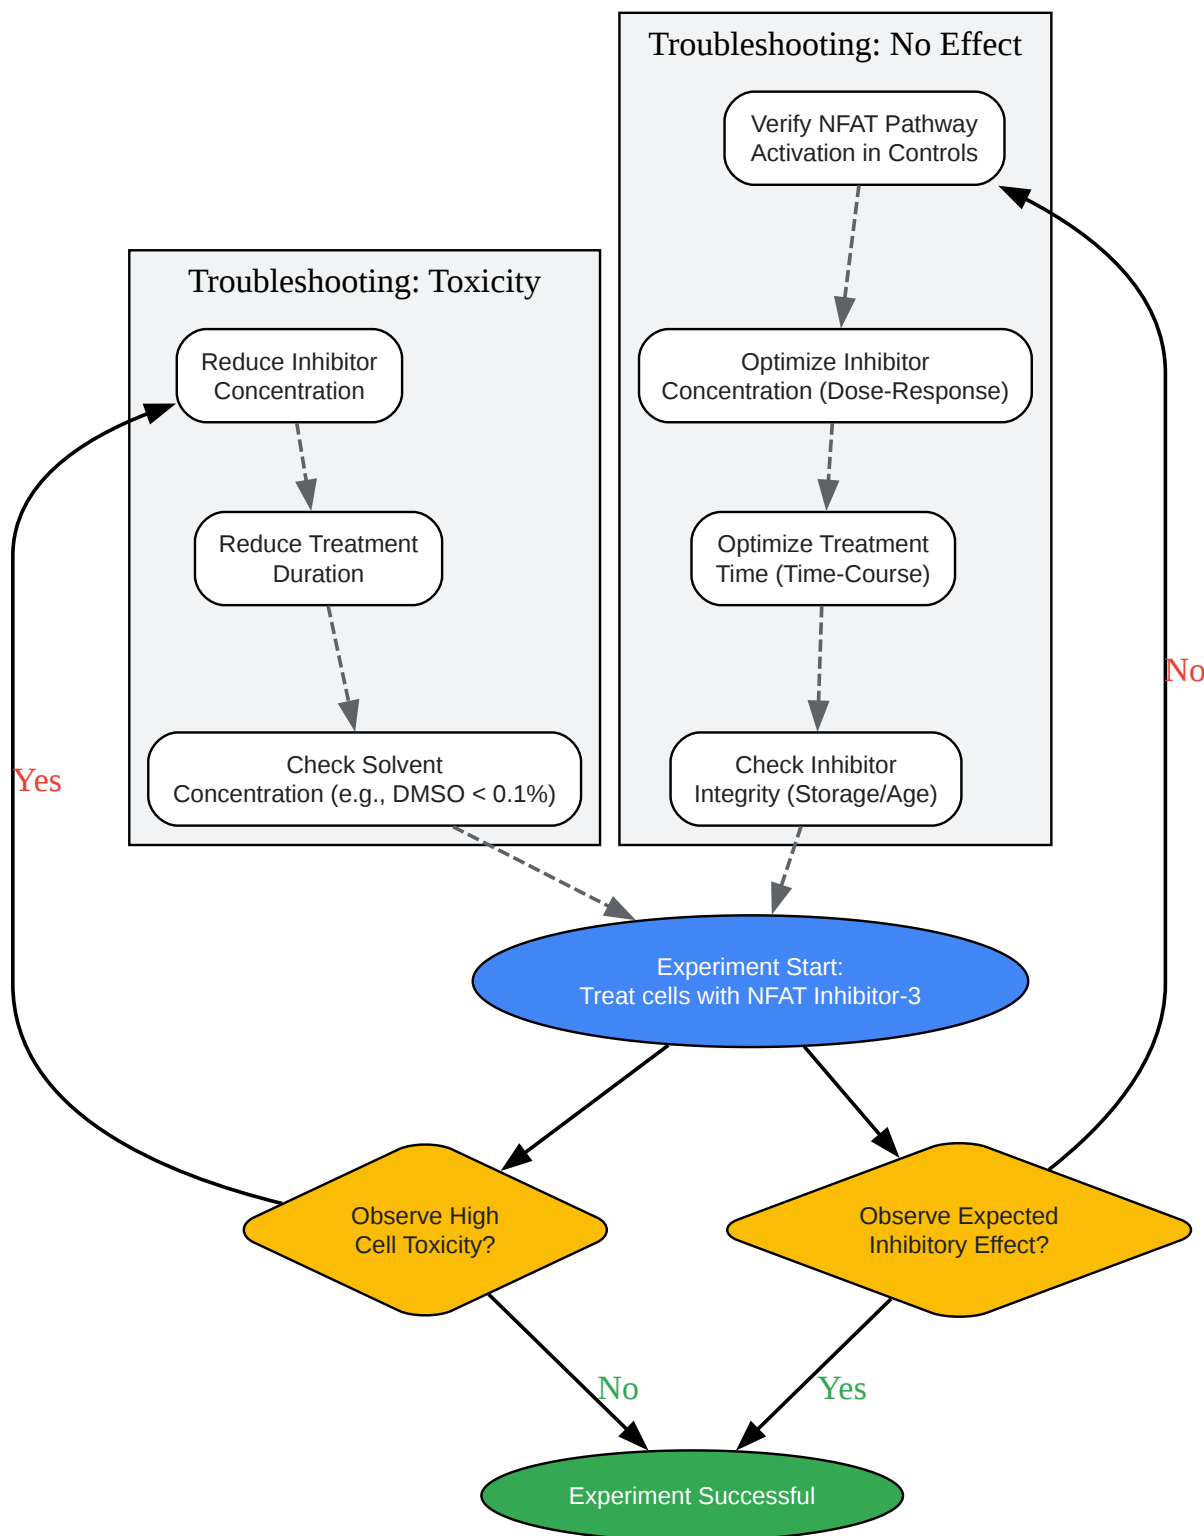 Troubleshooting: No Effect
Verify NFAT Pathway
Activation in Controls
Troubleshooting: Toxicity
Reduce Inhibitor
Concentration
Optimize Inhibitor
Concentration (Dose-Response)
Reduce Treatment
Duration
Optimize Treatment
Time (Time-Course)
No
Yes
Check Solvent
Concentration (e.g., DMSO < 0.1%)
Check Inhibitor
Integrity (Storage/Age)
Experiment Start:
Treat cells with NFAT Inhibitor-3
Observe High
Cell Toxicity?
Observe Expected
Inhibitory Effect?
No
Yes
Experiment Successful